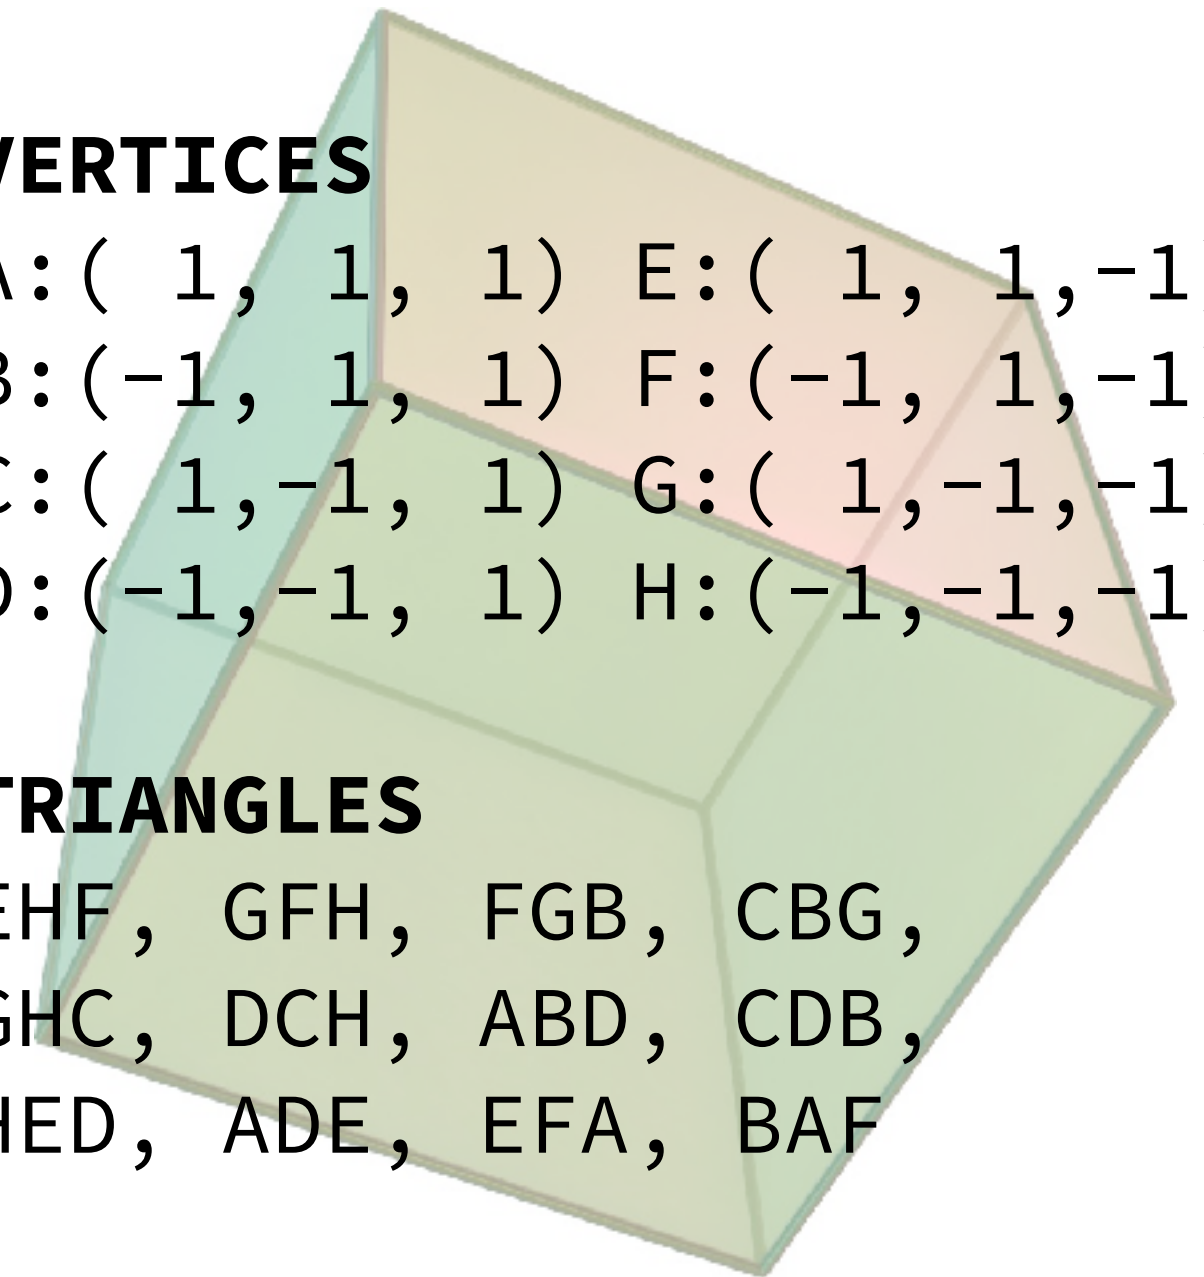 VERTICES
A:( 1, 1, 1) E:( 1, 1,−1
B:(−1, 1, 1) F:(−1, 1,−1
C:( 1,−1, 1) G:( 1,−1,−1
D:(−1,−1, 1) H:(−1,−1,−1
TRIANGLES
EHF, GFH, FGB, CBG,
GHC, DCH, ABD, CDB,
HED, ADE, EFA, BAF